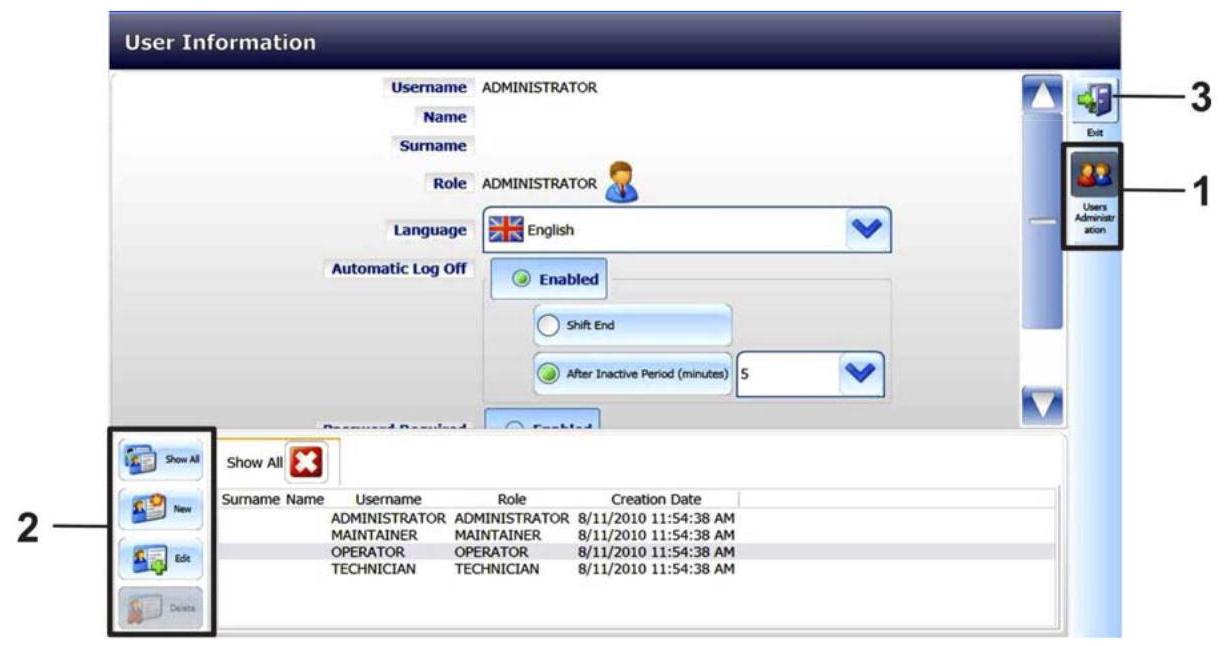 User Information
Username ADMINISTRATOR
Name
Surname
Role ADMINISTRATOR
Language English
Automatic Log Off Enabled
Shift End
After Inactive Period (minutes) 5
Password Required Enabled
3
Exit
1
Users
Administr
ation
2
Show All
New
Edit
Delete
Show All
Surname Name Username Role Creation Date
ADMINISTRATOR ADMINISTRATOR 8/11/2010 11:54:38 AM
MAINTAINER MAINTAINER 8/11/2010 11:54:38 AM
OPERATOR OPERATOR 8/11/2010 11:54:38 AM
TECHNICIAN TECHNICIAN 8/11/2010 11:54:38 AM